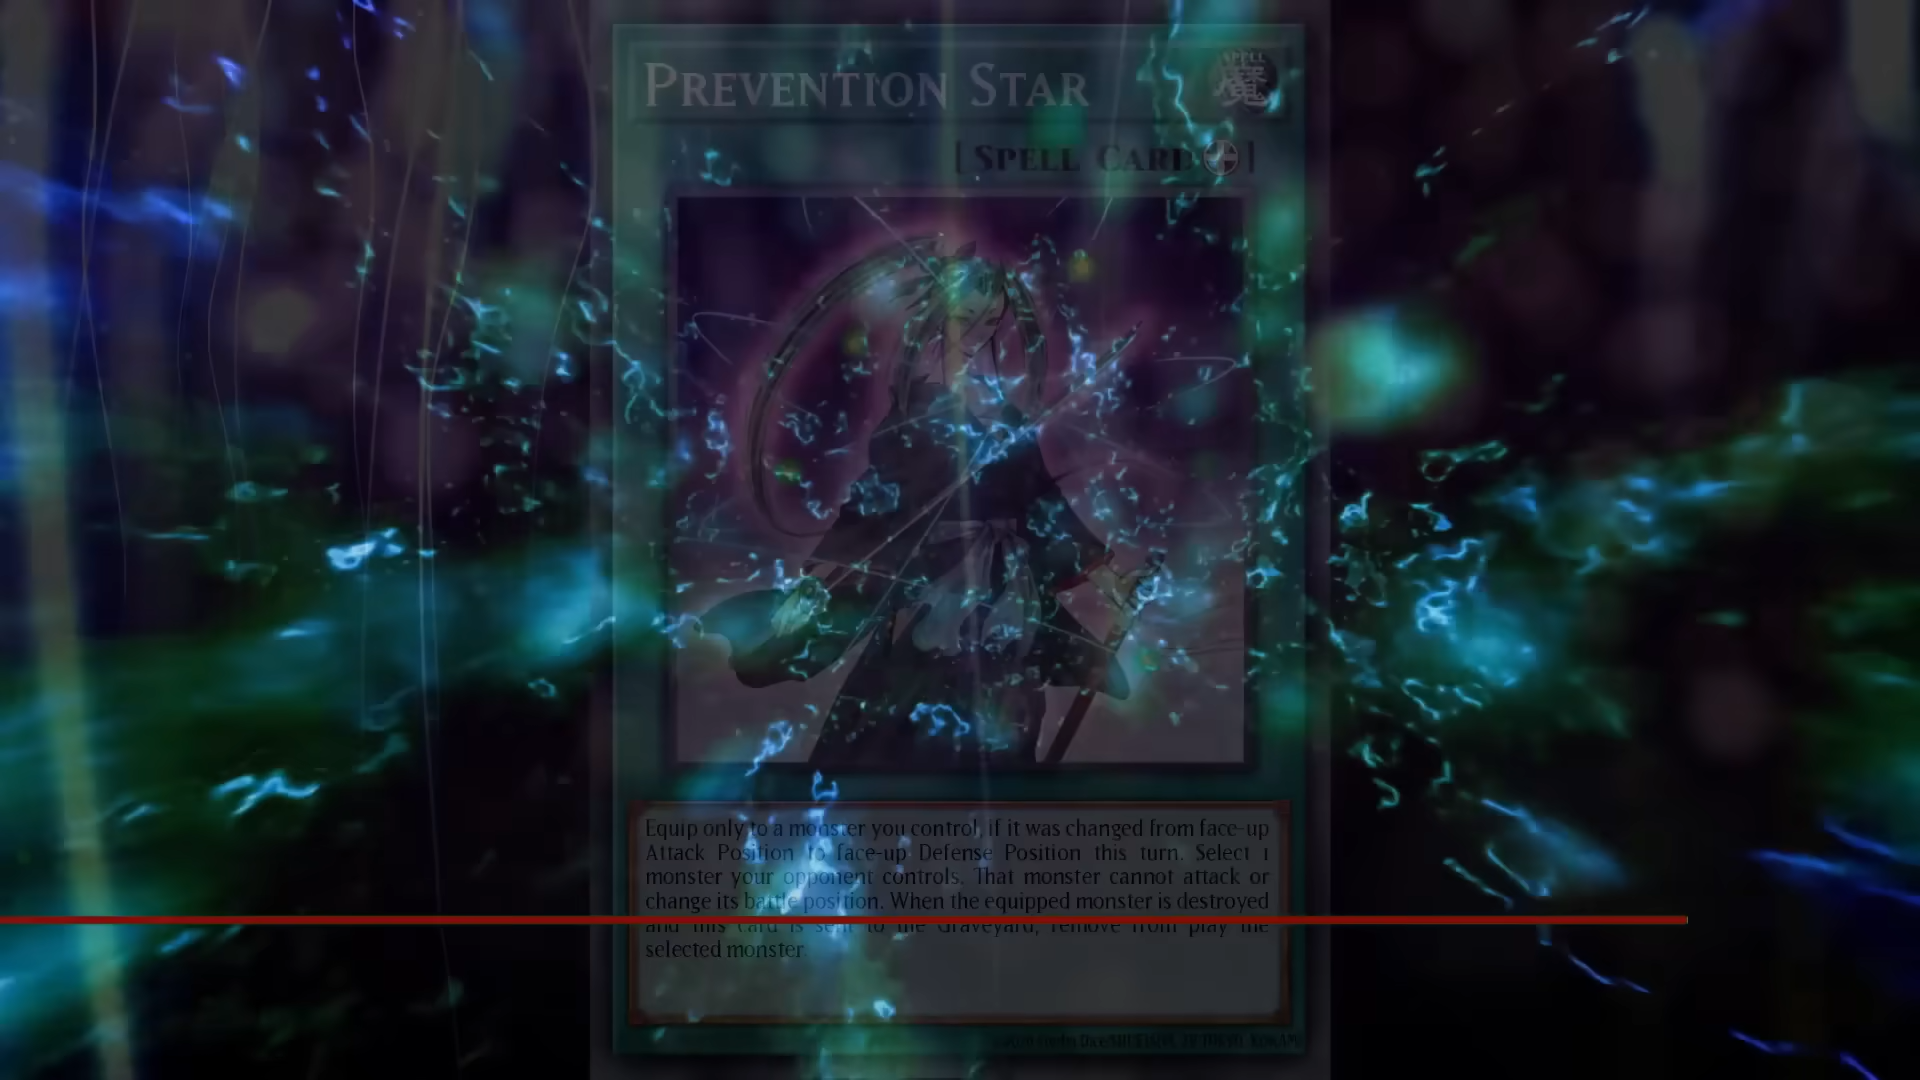 PREVENTION STAR
SPELL
魔
[ SPELL CARD ]
Equip only to a monster you control, if it was changed from face-up
Attack Position to face-up Defense Position this turn. Select 1
monster your opponent controls. That monster cannot attack or
change its battle position. When the equipped monster is destroyed
and this card is sent to the Graveyard, remove from play the
selected monster.